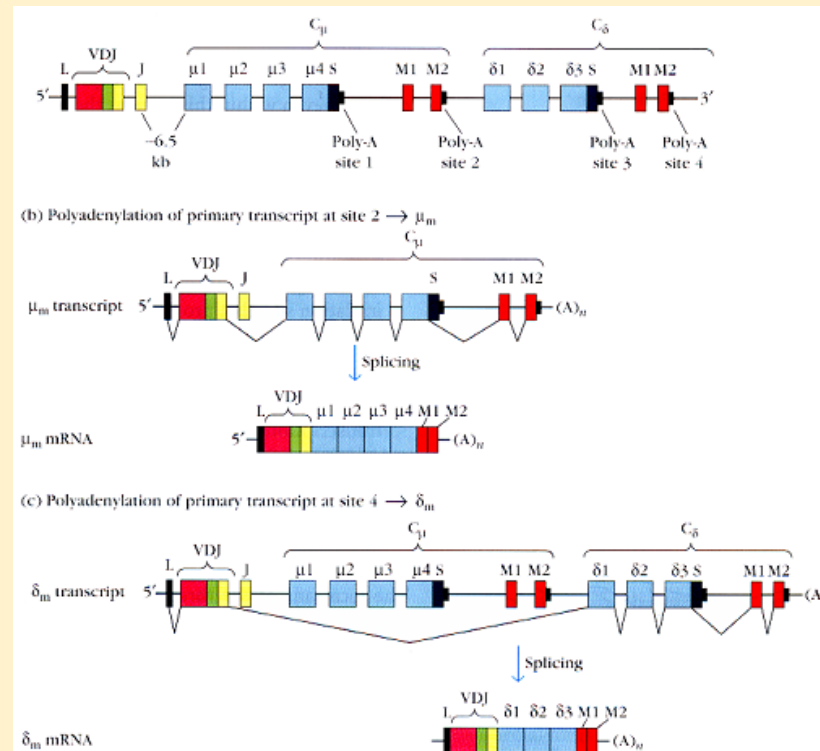 Cμ Cδ
VDJ
L J μ1 μ2 μ3 μ4 S M1 M2 δ1 δ2 δ3 S M1 M2
5′ 3′
~6.5 Poly-A Poly-A Poly-A Poly-A
kb site 1 site 2 site 3 site 4
(b) Polyadenylation of primary transcript at site 2 → μm
Cμ
VDJ
L J S M1 M2
μm transcript 5′ (A)n
Splicing
VDJ
L μ1 μ2 μ3 μ4 M1 M2
5′ (A)n
μm mRNA
(c) Polyadenylation of primary transcript at site 4 → δm
Cμ Cδ
VDJ
L J μ1 μ2 μ3 μ4 S M1 M2 δ1 δ2 δ3 S M1 M2
δm transcript 5′ (A
Splicing
VDJ
L δ1 δ2 δ3 M1 M2
δm mRNA (A)n